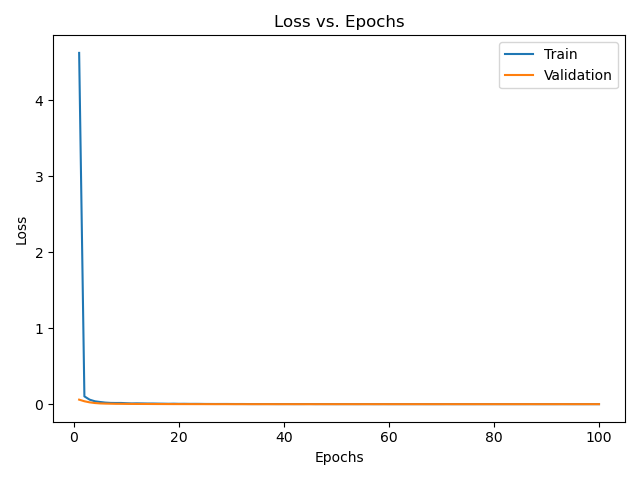 Loss vs. Epochs
Train
Validation
4
3
2
1
0
Loss
0 20 40 60 80 100
Epochs